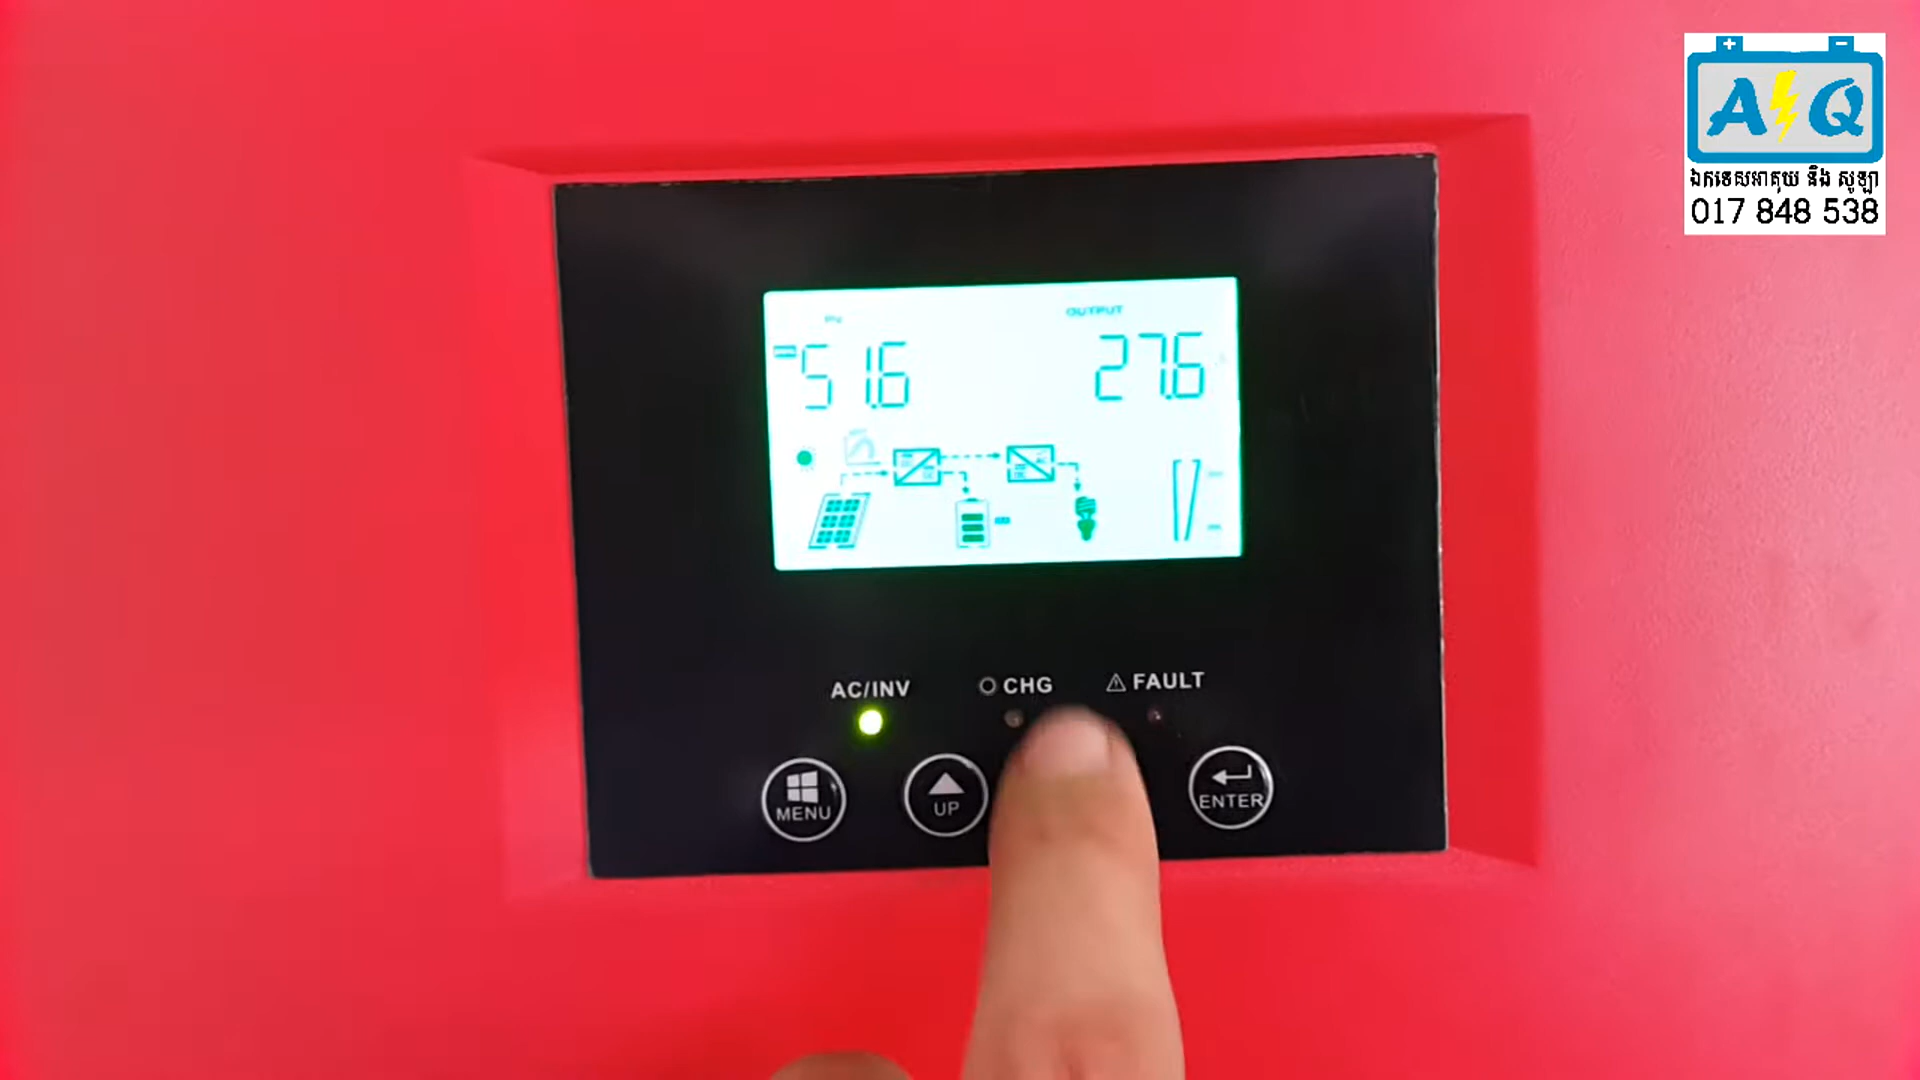 A Q
ឯកទេសអាគុយ និង សូឡា
017 848 538
PV
OUTPUT
51.6
27.6
AC/INV
CHG
FAULT
MENU
UP
ENTER